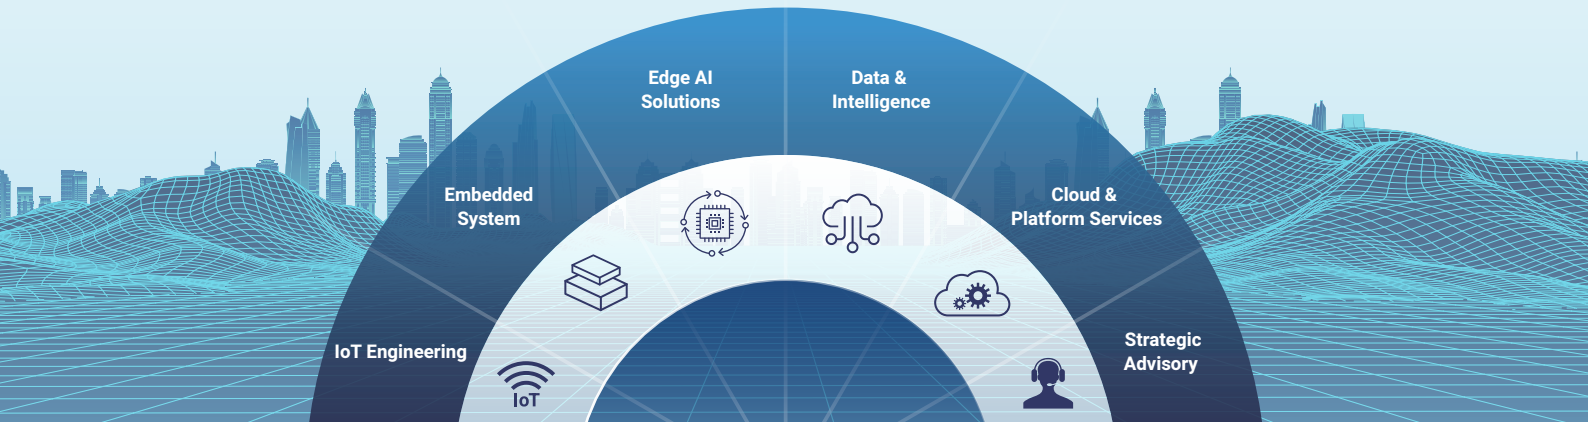 Edge AI
Solutions
Data &
Intelligence
Embedded
System
Cloud &
Platform Services
IoT Engineering
Strategic
Advisory
IoT